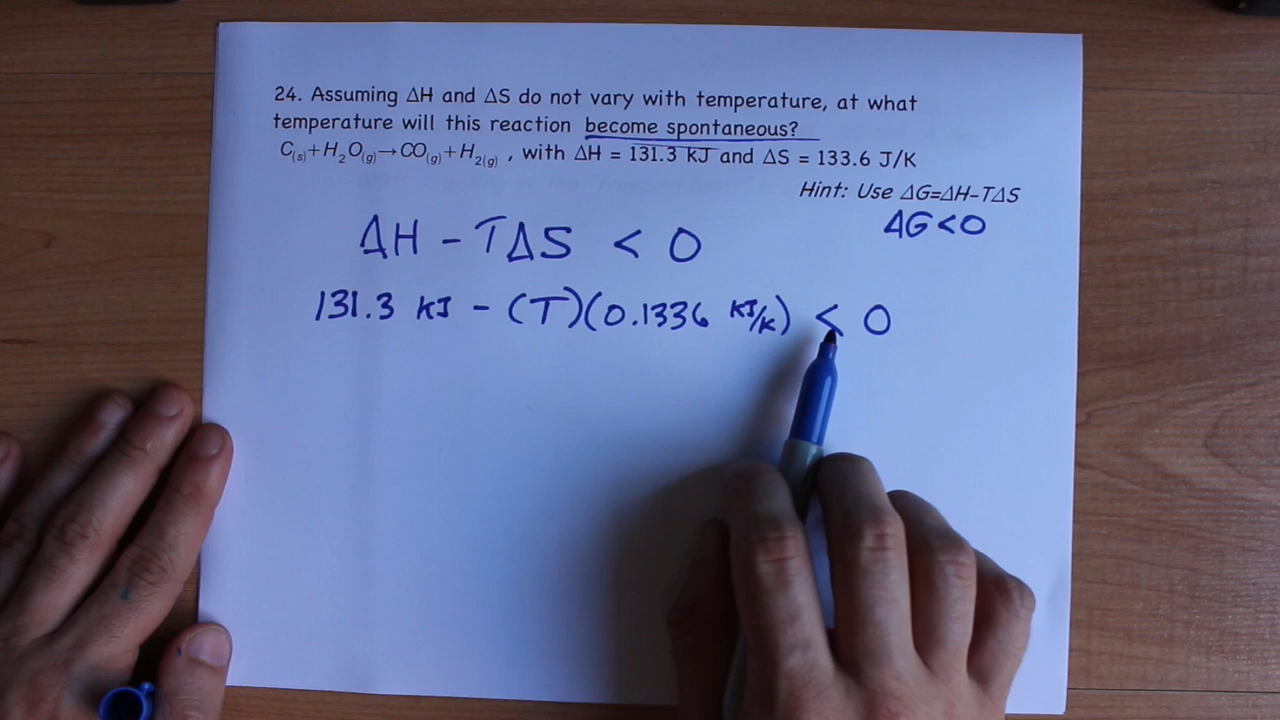 24. Assuming ΔH and ΔS do not vary with temperature, at what
temperature will this reaction become spontaneous?
C(s)+H₂O(g)→CO(g)+H₂(g) , with ΔH = 131.3 kJ and ΔS = 133.6 J/K
Hint: Use ΔG=ΔH-TΔS
ΔG<0
ΔH - TΔS < 0
131.3 kJ - (T)(0.1336 kJ/K) < 0